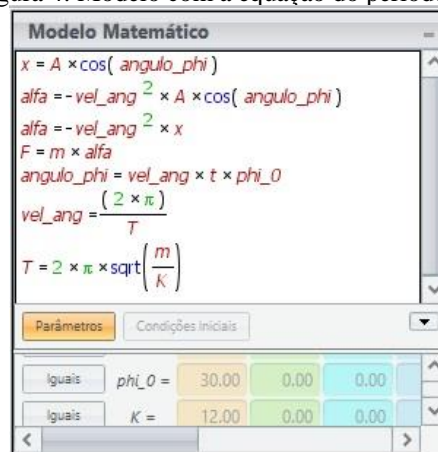 Modelo Matemático
x = A × cos( angulo_phi )
alfa = - vel_ang ² × A × cos( angulo_phi )
alfa = - vel_ang ² × x
F = m × alfa
angulo_phi = vel_ang × t × phi_0
vel_ang = ( 2 × π ) / T
T = 2 × π × sqrt( m / K )
Parâmetros Condições Iniciais
Iguais phi_0 = 30.00 0.00 0.00
Iguais K = 12.00 0.00 0.00